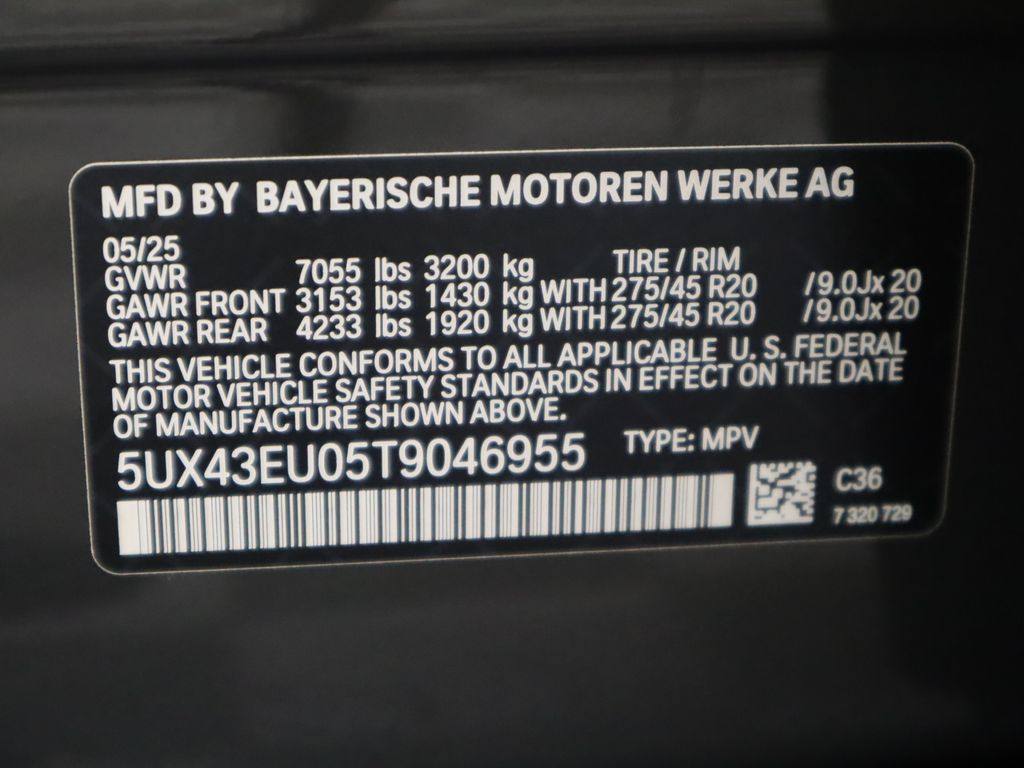 MFD BY BAYERISCHE MOTOREN WERKE AG
05/25
GVWR 7055 lbs 3200 kg TIRE / RIM
GAWR FRONT 3153 lbs 1430 kg WITH 275/45 R20 /9.0Jx 20
GAWR REAR 4233 lbs 1920 kg WITH 275/45 R20 /9.0Jx 20
THIS VEHICLE CONFORMS TO ALL APPLICABLE U. S. FEDERAL
MOTOR VEHICLE SAFETY STANDARDS IN EFFECT ON THE DATE
OF MANUFACTURE SHOWN ABOVE.
5UX43EU05T9046955 TYPE: MPV
C36
7 320 729